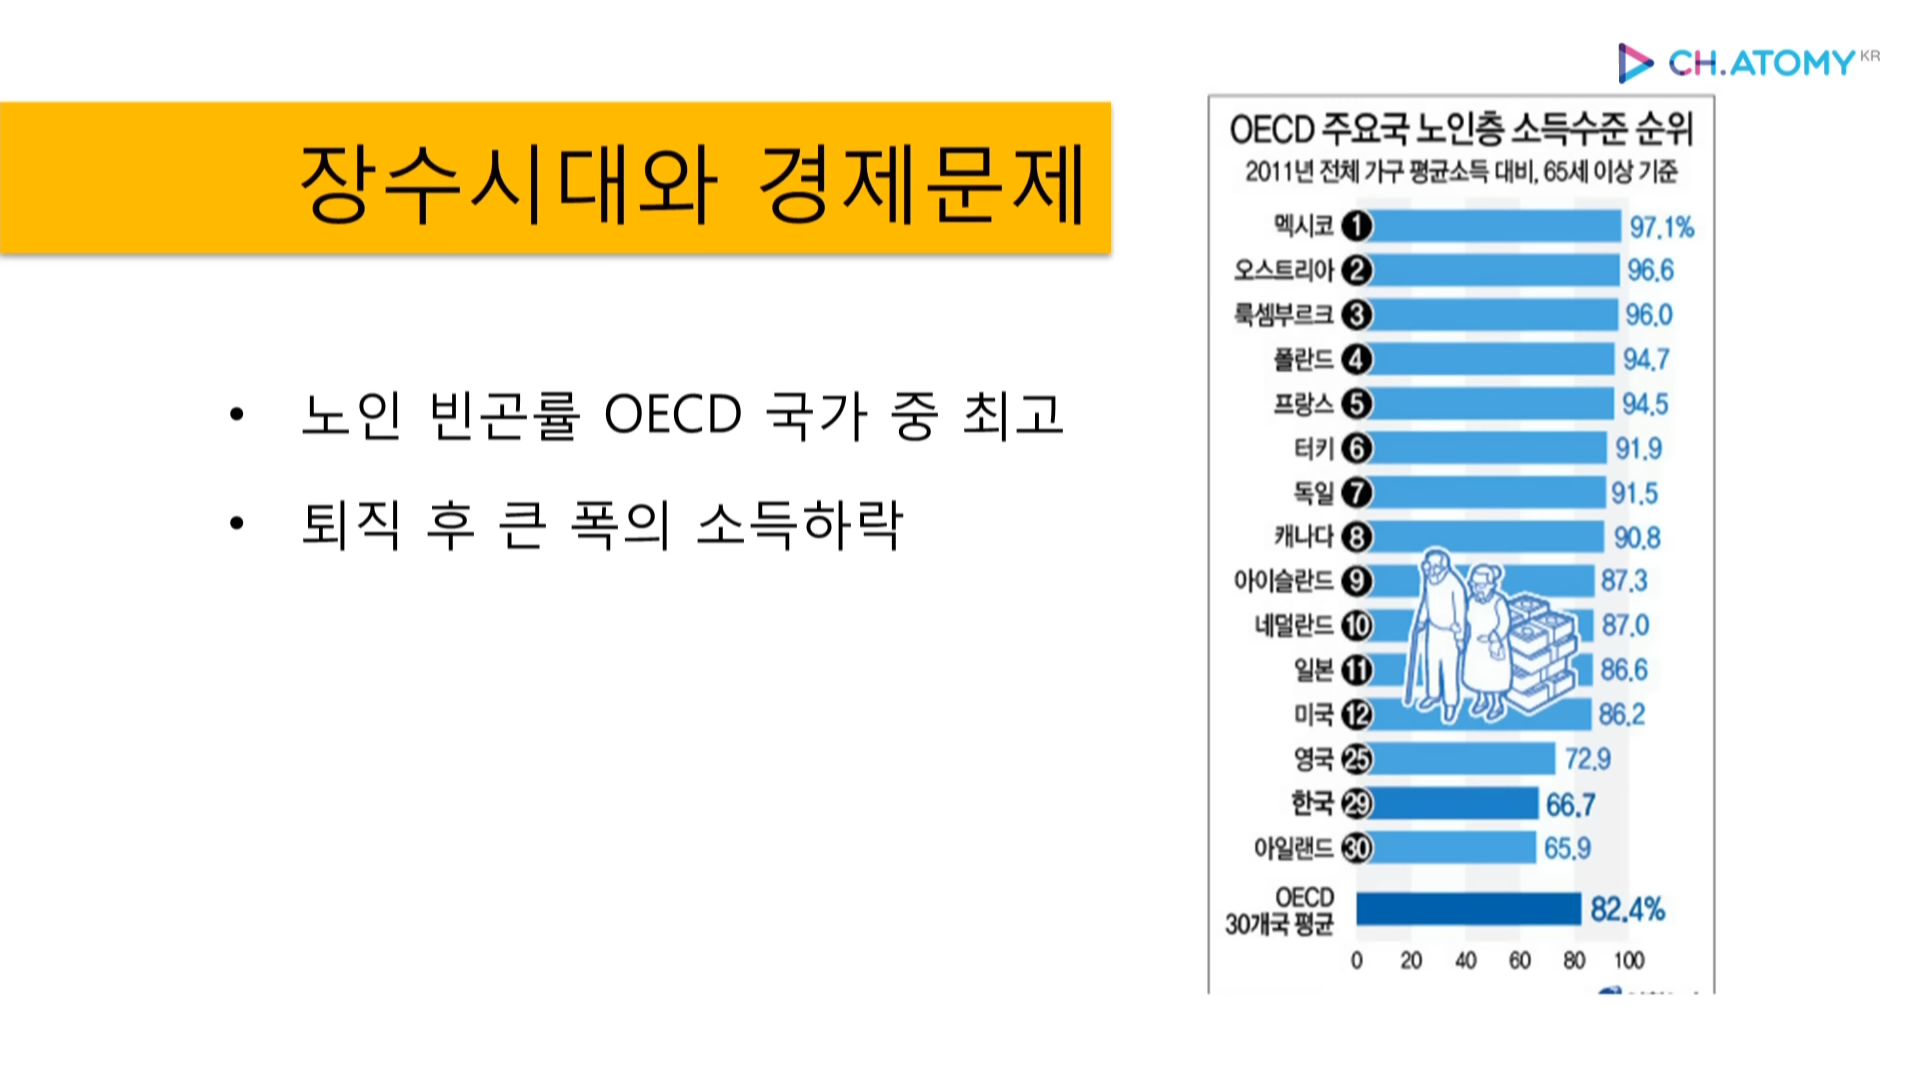 CH.ATOMY KR
장수시대와 경제문제
• 노인 빈곤률 OECD 국가 중 최고
• 퇴직 후 큰 폭의 소득하락
OECD 주요국 노인층 소득수준 순위
2011년 전체 가구 평균소득 대비, 65세 이상 기준
멕시코 1 97.1%
오스트리아 2 96.6
룩셈부르크 3 96.0
폴란드 4 94.7
프랑스 5 94.5
터키 6 91.9
독일 7 91.5
캐나다 8 90.8
아이슬란드 9 87.3
네덜란드 10 87.0
일본 11 86.6
미국 12 86.2
영국 25 72.9
한국 29 66.7
아일랜드 30 65.9
OECD
30개국 평균 82.4%
0 20 40 60 80 100